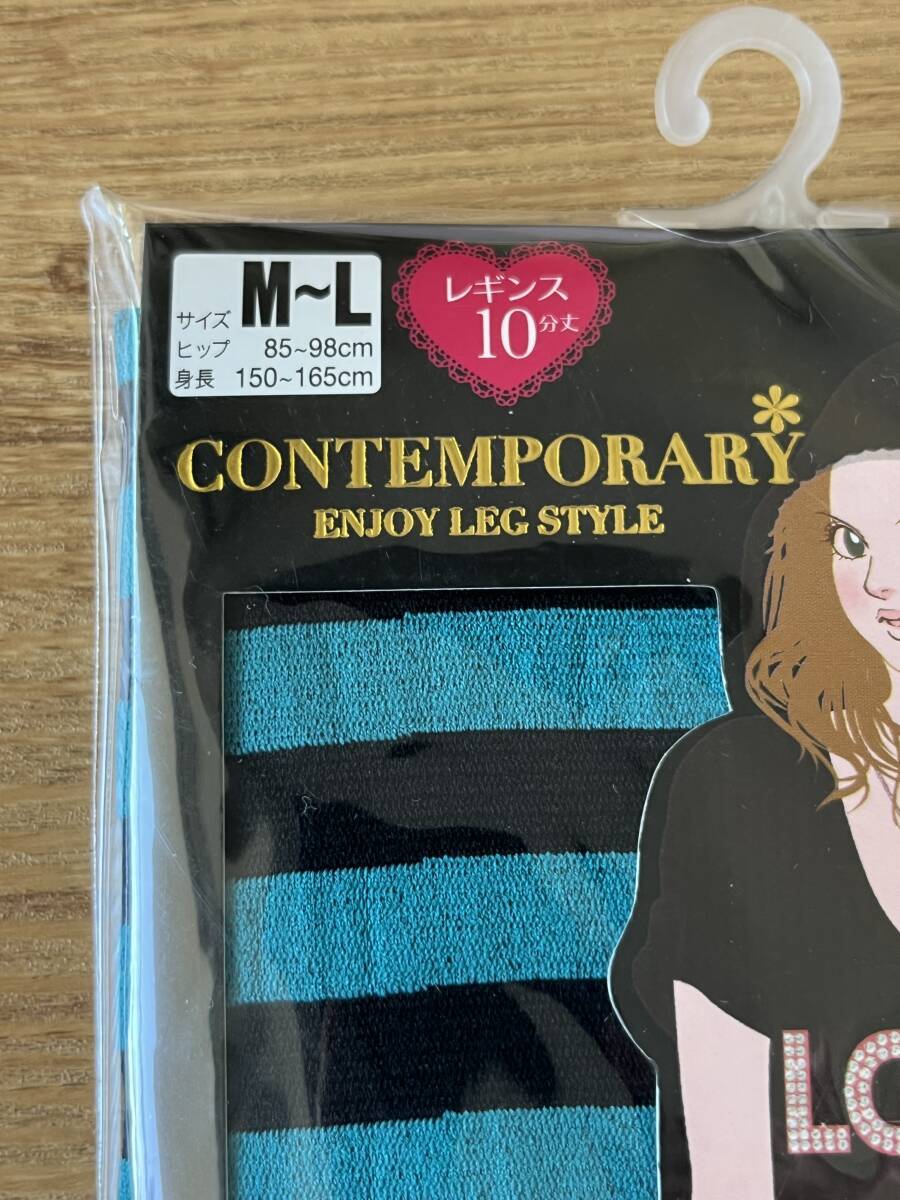 サイズ M~L
ヒップ 85~98cm
身長 150~165cm
レギンス
10分丈
CONTEMPORARY
ENJOY LEG STYLE